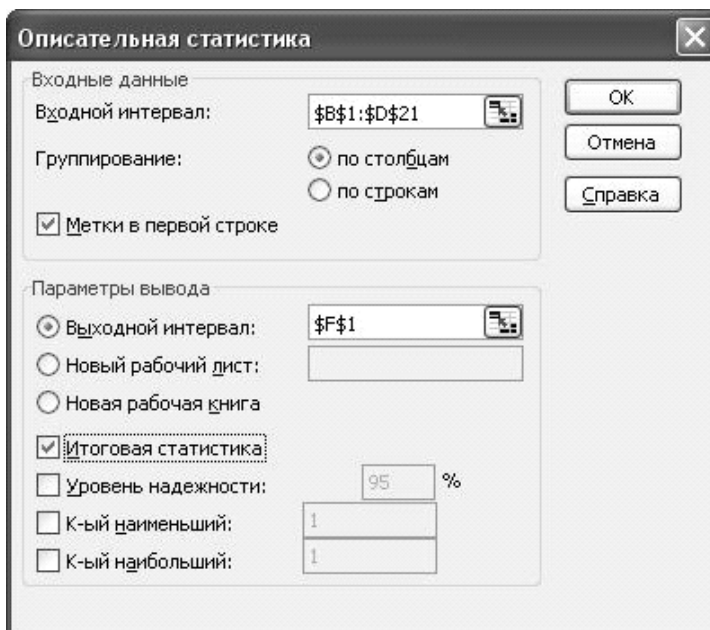 Описательная статистика
Входные данные
Входной интервал: $B$1:$D$21
Группирование: по столбцам
по строкам
Метки в первой строке
ОК
Отмена
Справка
Параметры вывода
Выходной интервал: $F$1
Новый рабочий лист:
Новая рабочая книга
Итоговая статистика
Уровень надежности: 95 %
К-ый наименьший: 1
К-ый наибольший: 1